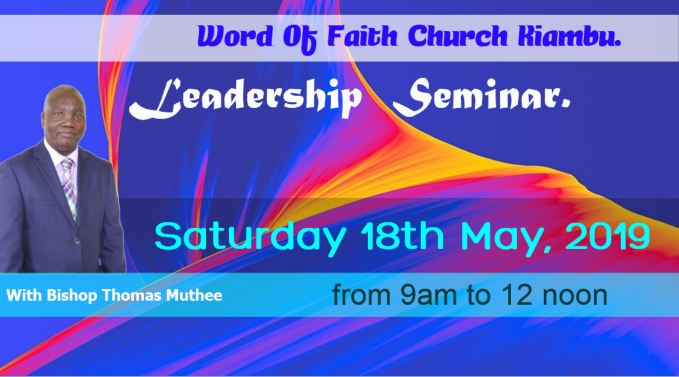 Word Of Faith Church Kiambu.
Leadership Seminar.
Saturday 18th May, 2019
With Bishop Thomas Muthee
from 9am to 12 noon